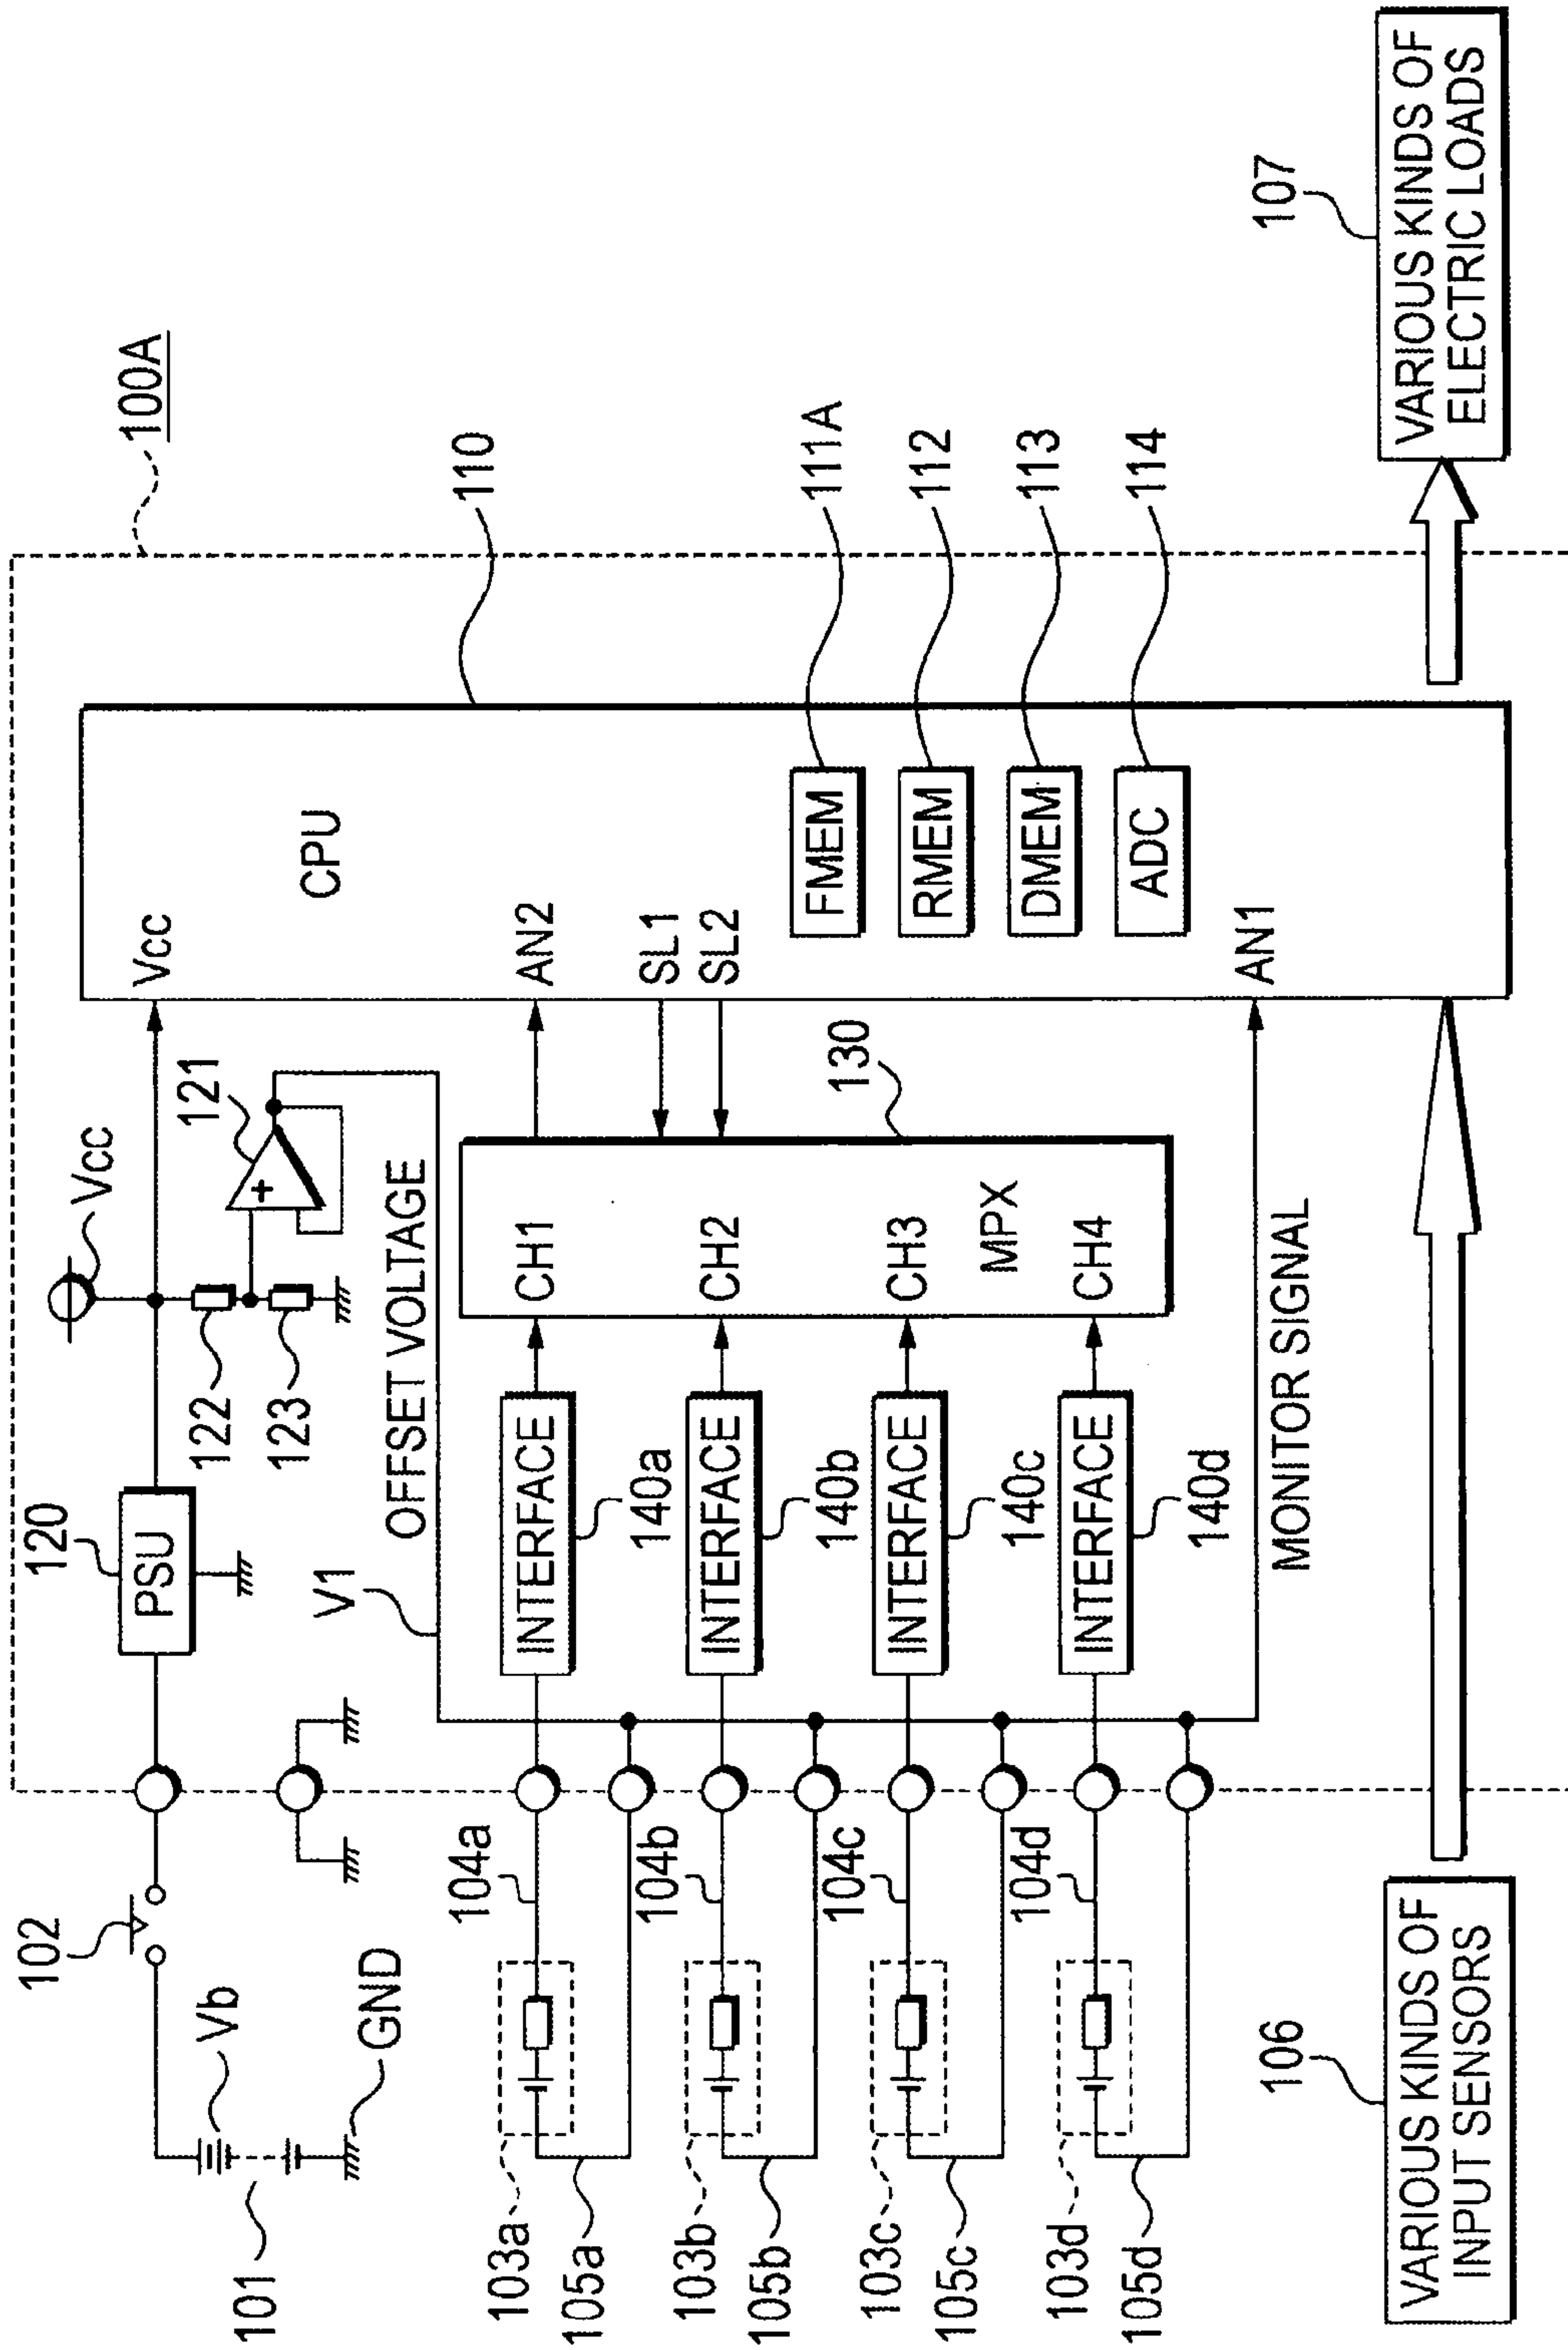 100A
101
Vb
GND
102
120
PSU
Vcc
122
123
121
V1
OFFSET VOLTAGE
Vcc
CPU
110
AN2
SL1
SL2
FMEM
111A
RMEM
112
DMEM
113
ADC
114
AN1
103a
105a
104a
INTERFACE
140a
CH1
103b
105b
104b
INTERFACE
140b
CH2
103c
105c
104c
INTERFACE
140c
CH3
103d
105d
104d
INTERFACE
140d
CH4
MPX
130
MONITOR SIGNAL
106
VARIOUS KINDS OF
INPUT SENSORS
107
VARIOUS KINDS OF
ELECTRIC LOADS